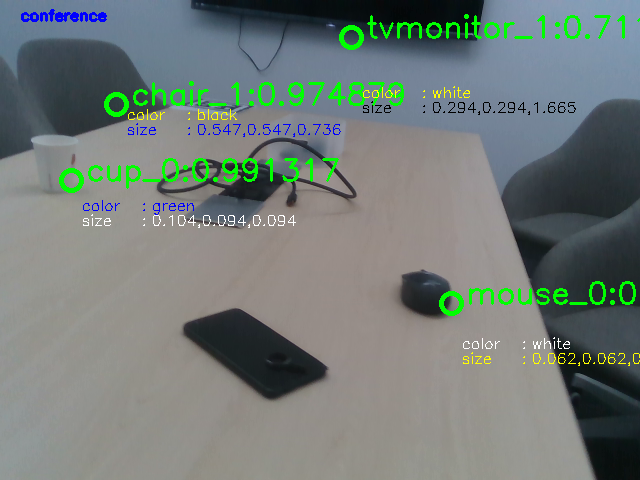 conference
tvmonitor_1:0.71
color : white
size : 0.294,0.294,1.665
chair_1:0.974879
color : black
size : 0.547,0.547,0.736
cup_0:0.991317
color : green
size : 0.104,0.094,0.094
mouse_0:0
color : white
size : 0.062,0.062,0